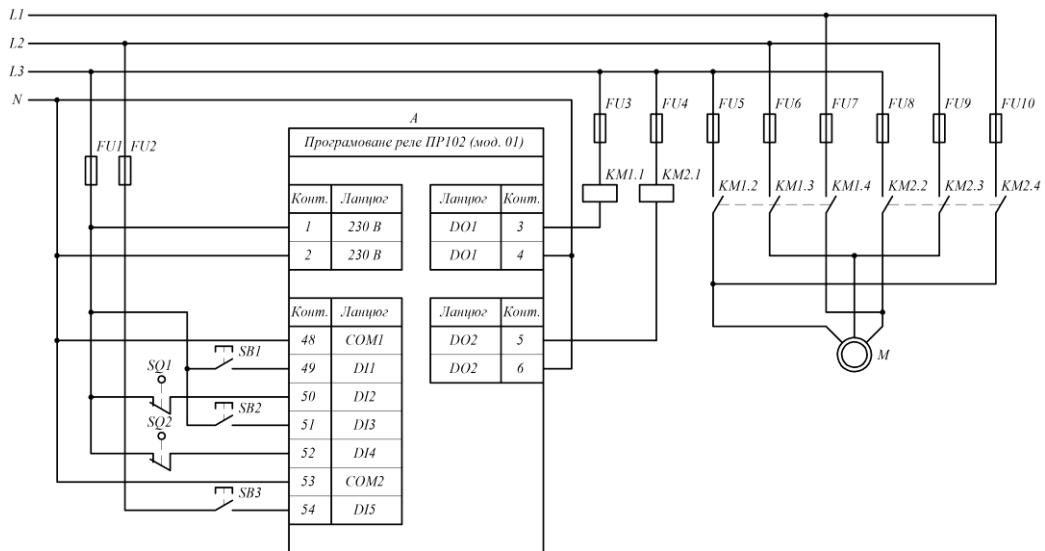 L1
L2
L3
N
A
Програмоване реле ПР102 (мод. 01)
FU1
FU2
FU3
FU4
FU5
FU6
FU7
FU8
FU9
FU10
KM1.1
KM2.1
KM1.2
KM1.3
KM1.4
KM2.2
KM2.3
KM2.4
Конт. Ланцюг
1 230 В
2 230 В
Ланцюг Конт.
DO1 3
DO1 4
Конт. Ланцюг
48 COM1
49 DI1
50 DI2
51 DI3
52 DI4
53 COM2
54 DI5
Ланцюг Конт.
DO2 5
DO2 6
SB1
SQ1
SB2
SQ2
SB3
M